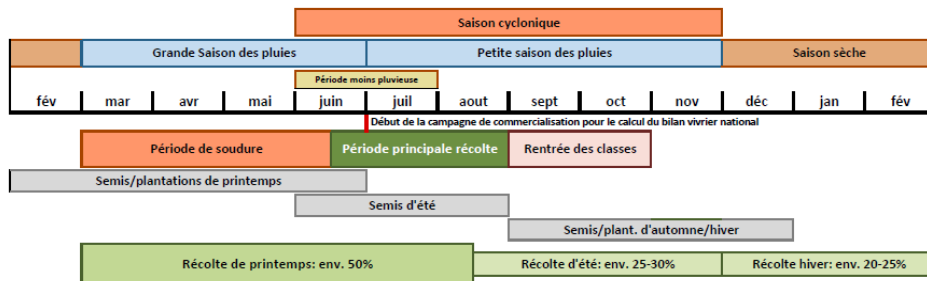 Saison cyclonique
Grande Saison des pluies
Petite saison des pluies
Saison sèche
Période moins pluvieuse
fév mar avr mai juin juil aout sept oct nov déc jan fév
Début de la campagne de commercialisation pour le calcul du bilan vivrier national
Période de soudure
Période principale récolte
Rentrée des classes
Semis/plantations de printemps
Semis d'été
Semis/plant. d'automne/hiver
Récolte de printemps: env. 50%
Récolte d'été: env. 25-30%
Récolte hiver: env. 20-25%